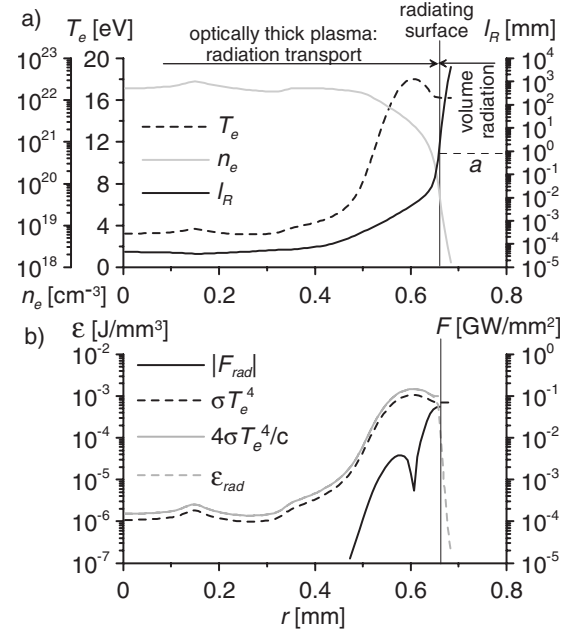 a) T_e [eV] optically thick plasma: radiating l_R [mm]
radiation transport surface
10^23 20 10^4
10^22 16 10^3
10^2
10^21 12 10^1
T_e volume radiation 10^0
10^20 8 n_e a 10^-1
10^-2
10^19 4 l_R 10^-3
10^-4
10^18 0 10^-5
n_e [cm^-3] 0 0.2 0.4 0.6 0.8
b) ε [J/mm^3] F [GW/mm^2]
10^-2 |F_rad| 10^0
10^-3 σT_e^4 10^-1
10^-4 4σT_e^4/c 10^-2
10^-5 ε_rad 10^-3
10^-6 10^-4
10^-7 10^-5
0 0.2 0.4 0.6 0.8
r [mm]